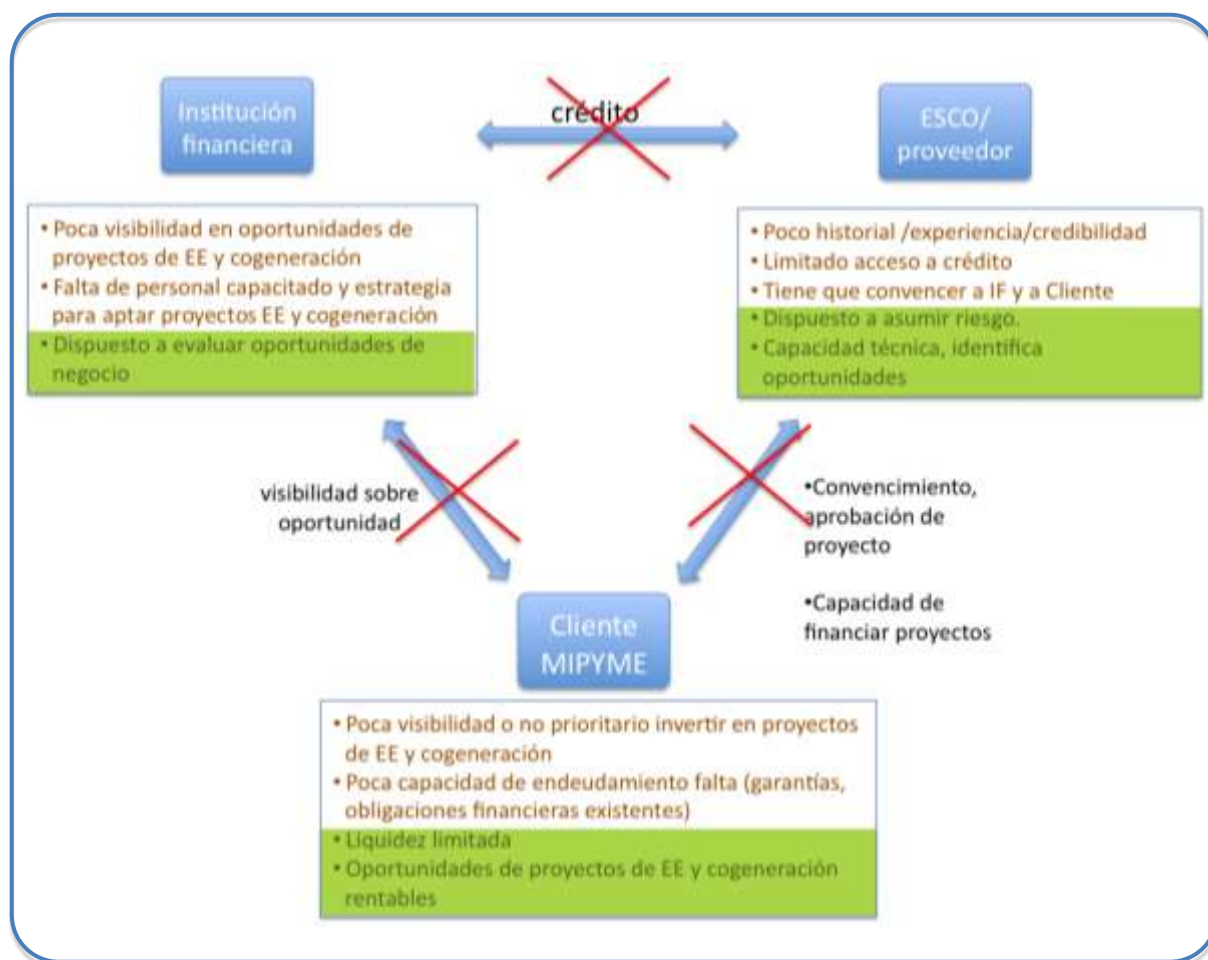 Institución
financiera
crédito
ESCO/
proveedor
• Poca visibilidad en oportunidades de
proyectos de EE y cogeneración
• Falta de personal capacitado y estrategia
para aptar proyectos EE y cogeneración
• Dispuesto a evaluar oportunidades de
negocio
• Poco historial /experiencia/credibilidad
• Limitado acceso a crédito
• Tiene que convencer a IF y a Cliente
• Dispuesto a asumir riesgo.
• Capacidad técnica, identifica
oportunidades
visibilidad sobre
oportunidad
•Convencimiento,
aprobación de
proyecto
•Capacidad de
financiar proyectos
Cliente
MIPYME
• Poca visibilidad o no prioritario invertir en proyectos
de EE y cogeneración
• Poca capacidad de endeudamiento falta (garantías,
obligaciones financieras existentes)
• Liquidez limitada
• Oportunidades de proyectos de EE y cogeneración
rentables